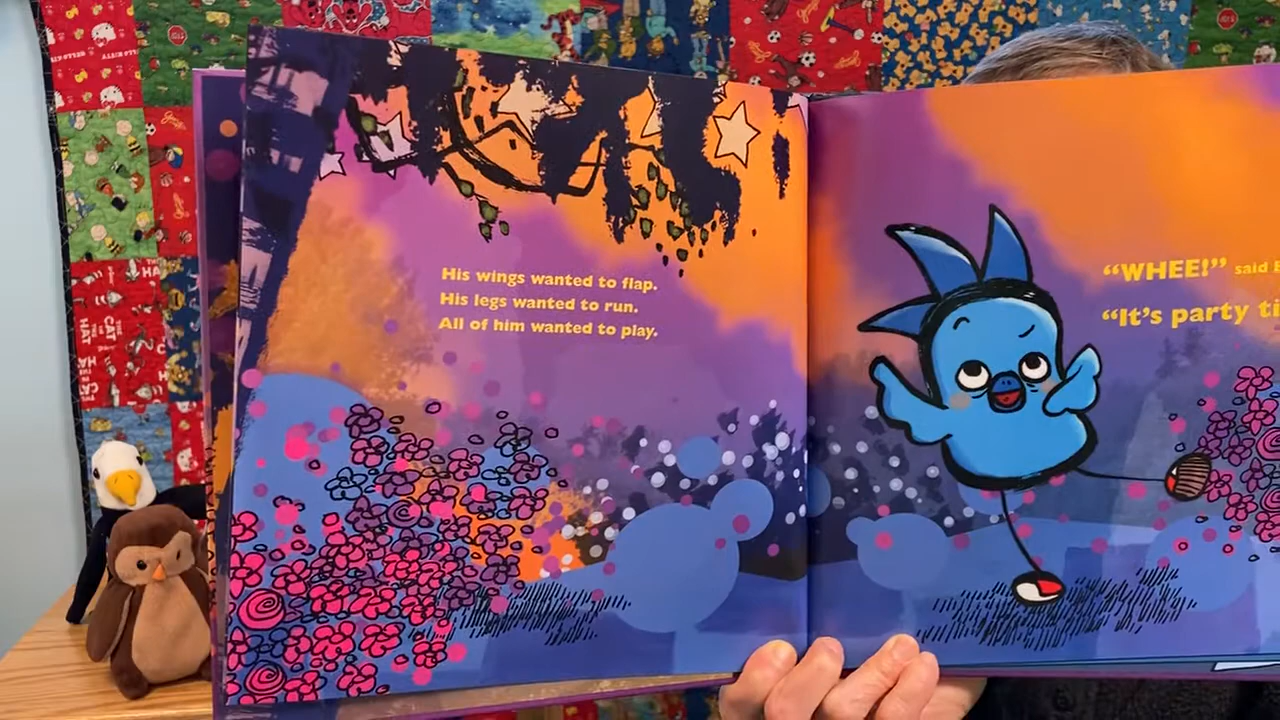 His wings wanted to flap.
His legs wanted to run.
All of him wanted to play.
“WHEE!” said
“It’s party